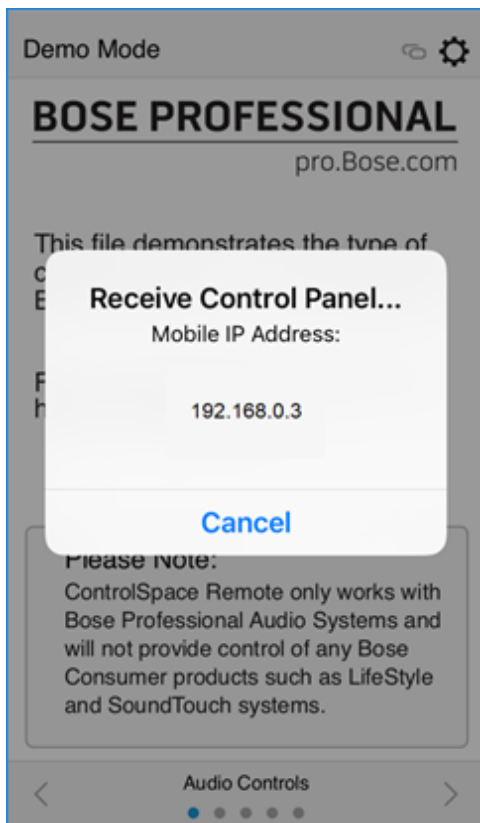 Demo Mode
BOSE PROFESSIONAL
pro.Bose.com
This file demonstrates the type of
Receive Control Panel...
Mobile IP Address:
192.168.0.3
Cancel
Please Note:
ControlSpace Remote only works with
Bose Professional Audio Systems and
will not provide control of any Bose
Consumer products such as LifeStyle
and SoundTouch systems.
Audio Controls